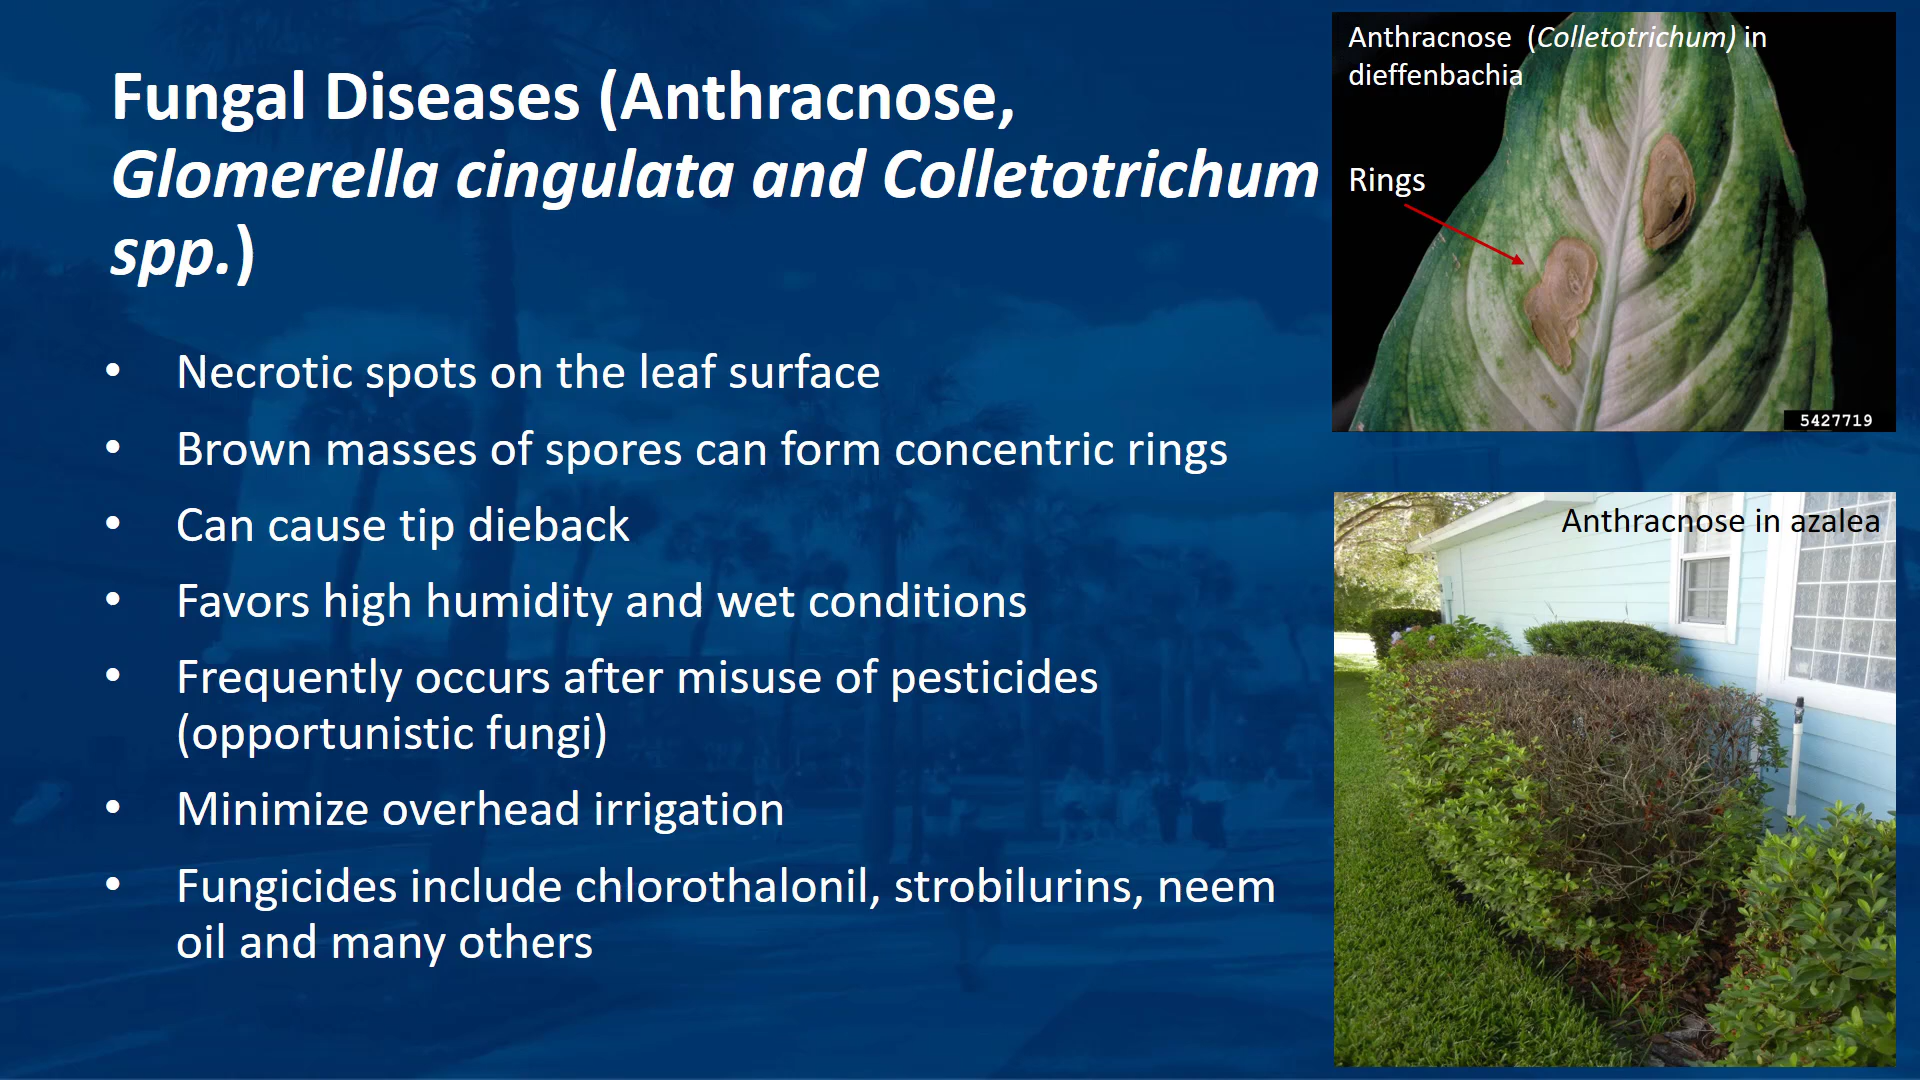 Fungal Diseases (Anthracnose,
Glomerella cingulata and Colletotrichum
spp.)
• Necrotic spots on the leaf surface
• Brown masses of spores can form concentric rings
• Can cause tip dieback
• Favors high humidity and wet conditions
• Frequently occurs after misuse of pesticides
(opportunistic fungi)
• Minimize overhead irrigation
• Fungicides include chlorothalonil, strobilurins, neem
oil and many others
Anthracnose (Colletotrichum) in
dieffenbachia
Rings
5427719
Anthracnose in azalea